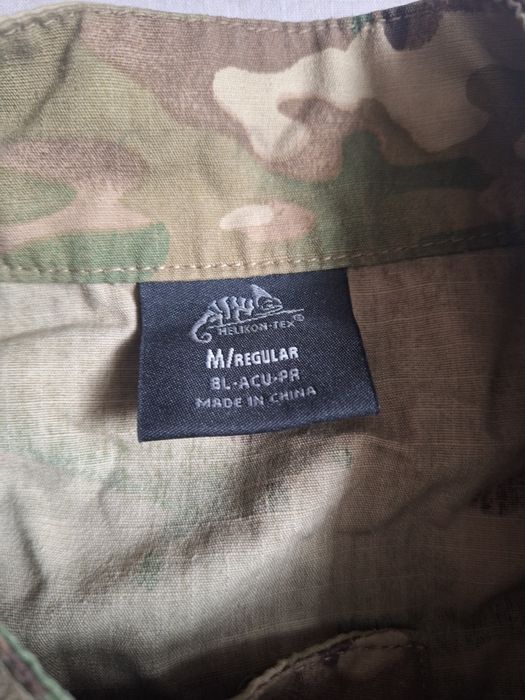 HELIKON-TEX®
M/REGULAR
BL-ACU-PR
MADE IN CHINA